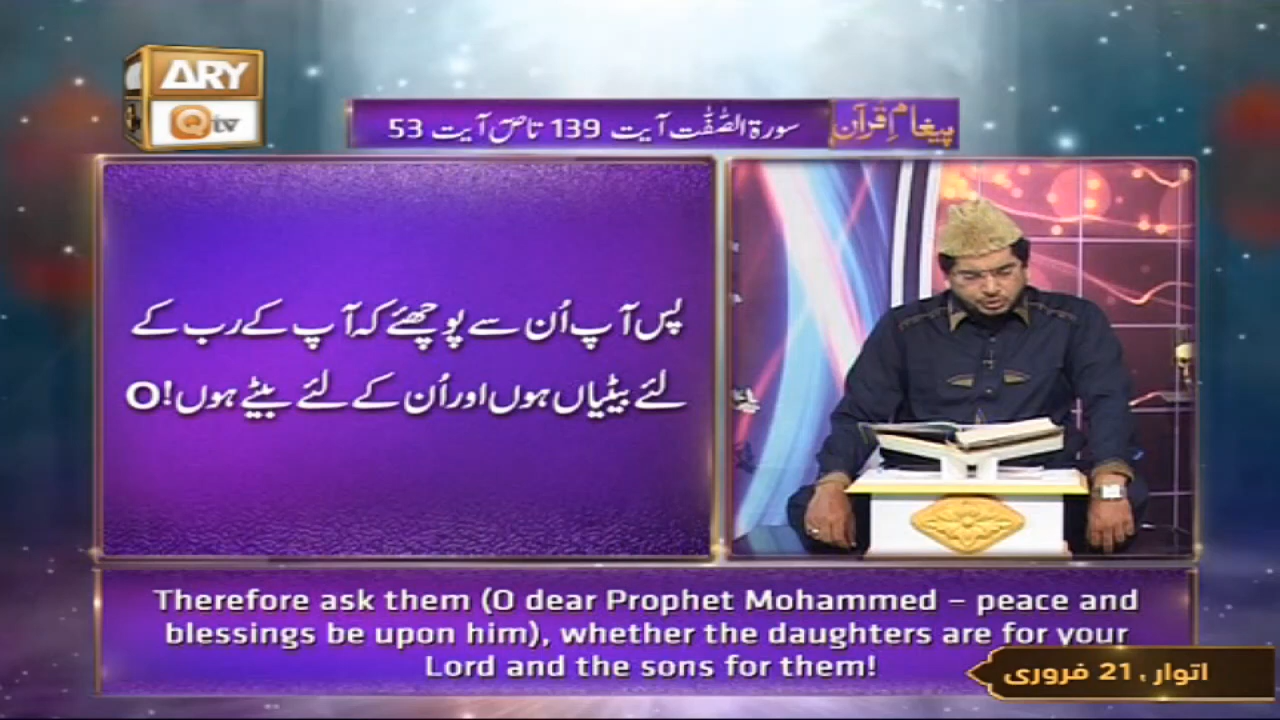 ARY
Qtv
پیغامِ قرآن
سورۃ الصّٰفّٰت آیت 139 تا صٓ آیت 53
پس آپ اُن سے پوچھئے کہ آپ کے رب کے
لئے بیٹیاں ہوں اور اُن کے لئے بیٹے ہوں!O
Therefore ask them (O dear Prophet Mohammed – peace and
blessings be upon him), whether the daughters are for your
Lord and the sons for them!
اتوار، 21 فروری